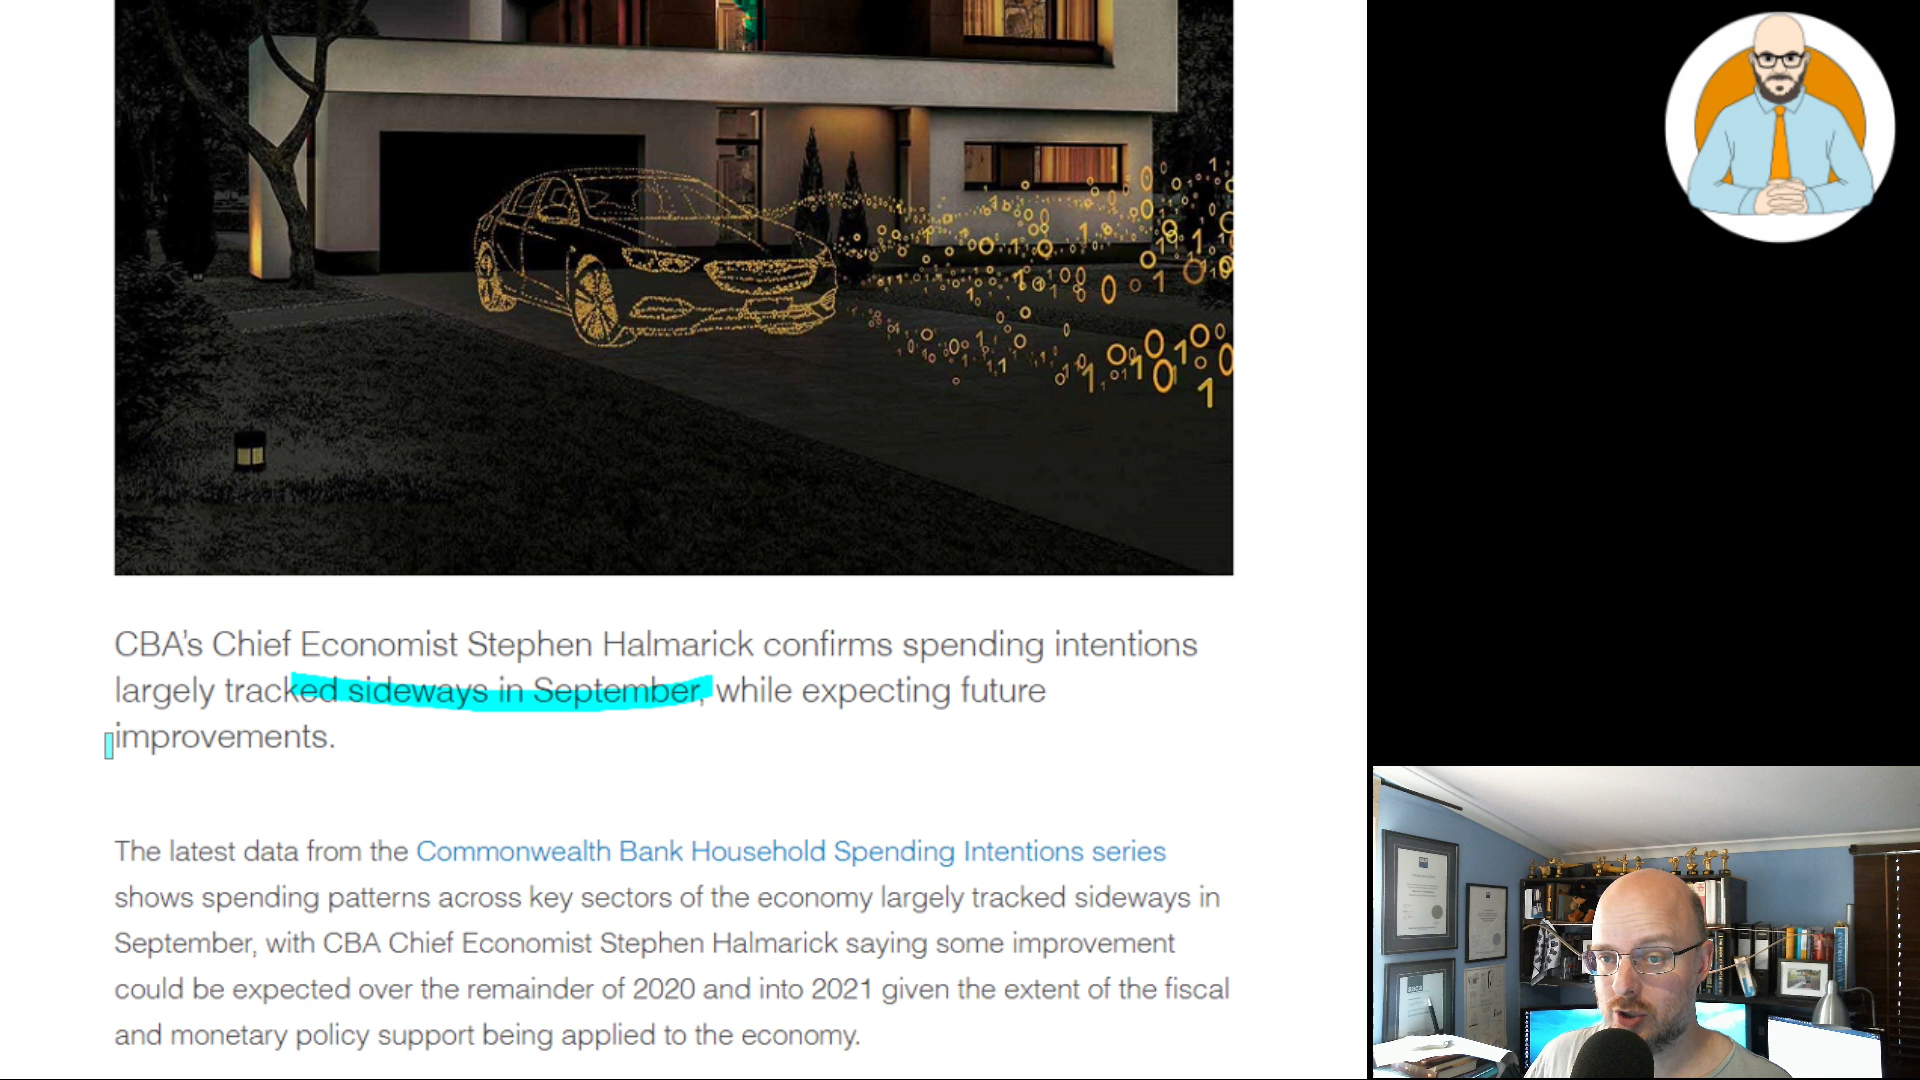 CBA's Chief Economist Stephen Halmarick confirms spending intentions
largely tracked sideways in September, while expecting future
improvements.
The latest data from the Commonwealth Bank Household Spending Intentions series
shows spending patterns across key sectors of the economy largely tracked sideways in
September, with CBA Chief Economist Stephen Halmarick saying some improvement
could be expected over the remainder of 2020 and into 2021 given the extent of the fiscal
and monetary policy support being applied to the economy.